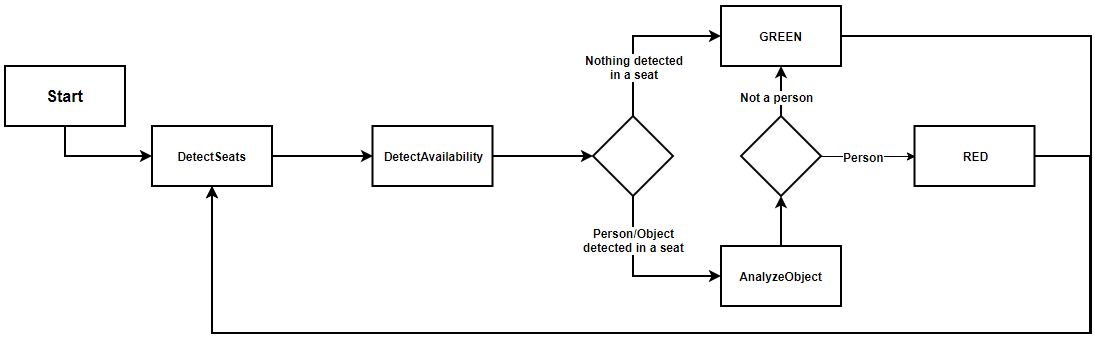 GREEN
Nothing detected
in a seat
Start
Not a person
DetectSeats
DetectAvailability
Person
RED
Person/Object
detected in a seat
AnalyzeObject